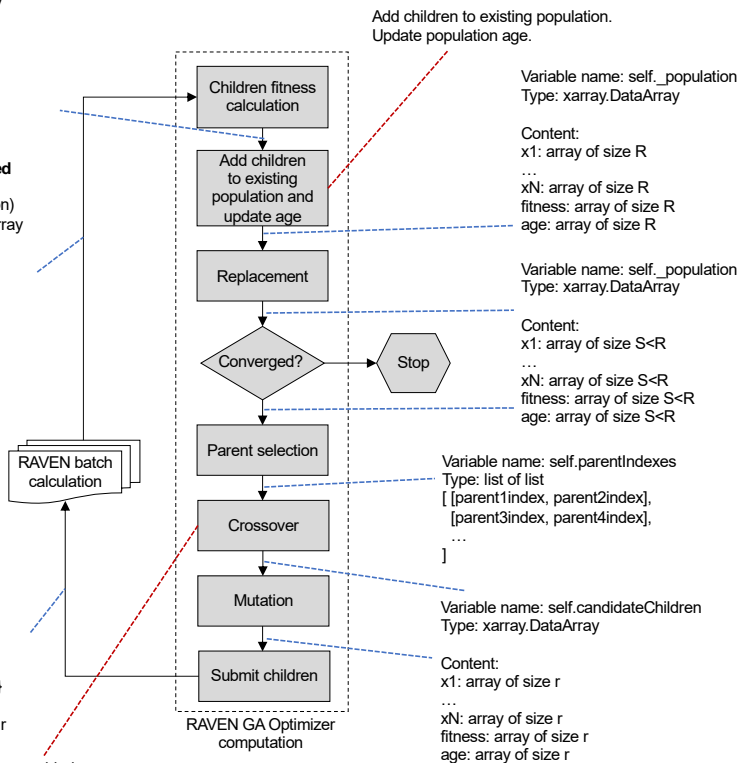 Add children to existing population.
Update population age.
Children fitness
calculation
Add children
to existing
population and
update age
Replacement
Converged?
Stop
Parent selection
Crossover
Mutation
Submit children
RAVEN GA Optimizer
computation
RAVEN batch
calculation
Variable name: self._population
Type: xarray.DataArray
Content:
x1: array of size R
…
xN: array of size R
fitness: array of size R
age: array of size R
Variable name: self._population
Type: xarray.DataArray
Content:
x1: array of size S<R
…
xN: array of size S<R
fitness: array of size S<R
age: array of size S<R
Variable name: self.parentIndexes
Type: list of list
[ [parent1index, parent2index],
[parent3index, parent4index],
…
]
Variable name: self.candidateChildren
Type: xarray.DataArray
Content:
x1: array of size r
…
xN: array of size r
fitness: array of size r
age: array of size r